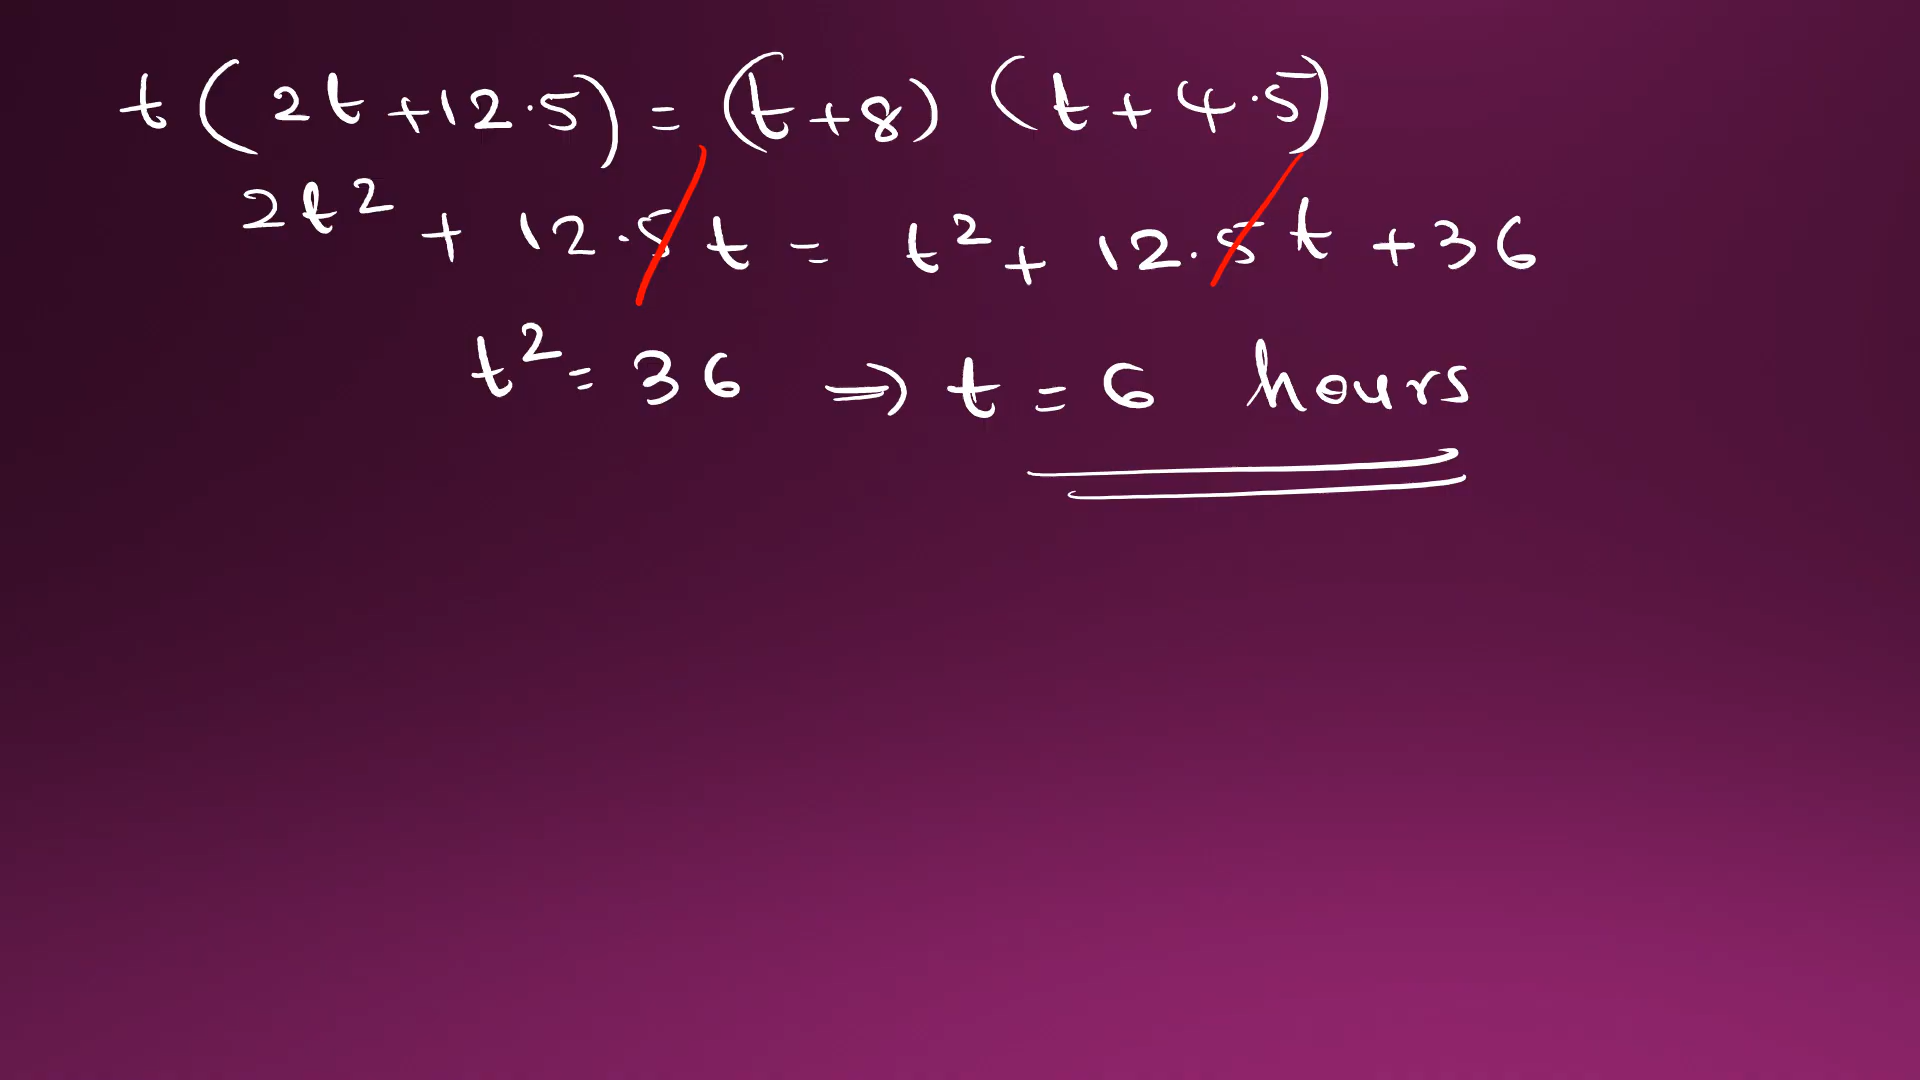 t(2t+12.5) = (t+8) (t+4.5)
2t² + 12.5t = t² + 12.5t + 36
t² = 36 ⇒ t = 6 hours